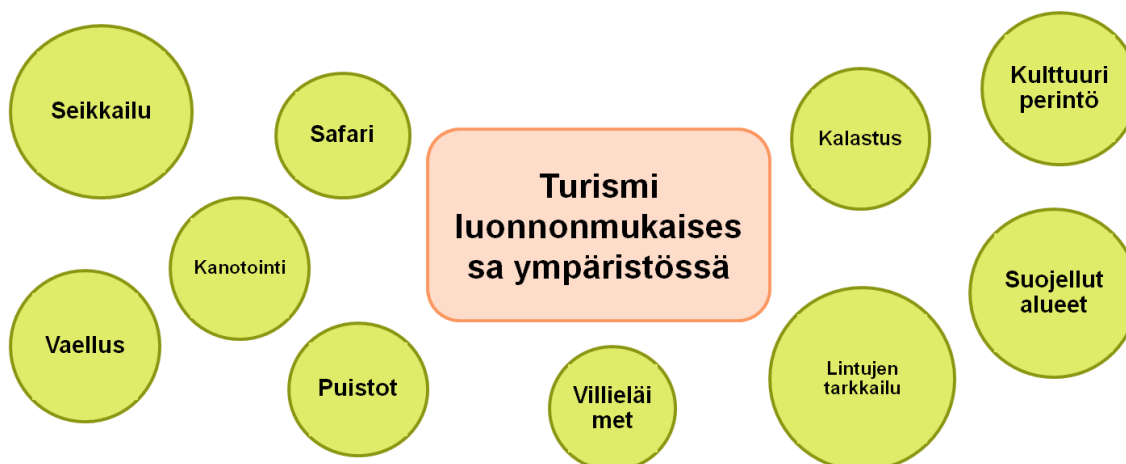 Seikkailu
Safari
Kanotointi
Vaellus
Puistot
Turismi
luonnonmukaises
sa ympäristössä
Villieläi
met
Kalastus
Kulttuuri
perintö
Suojellut
alueet
Lintujen
tarkkailu